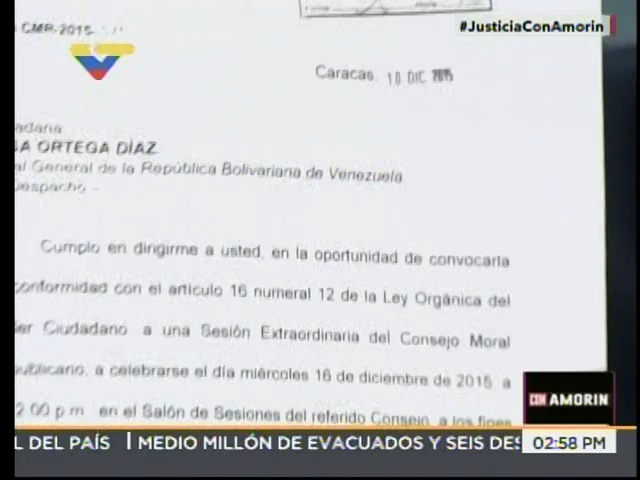 #JusticiaConAmorin
CMR-2015
Caracas, 10 DIC 2015
adana
SA ORTEGA DÍAZ
al General de la República Bolivariana de Venezuela
Despacho.-
Cumplo en dirigirme a usted, en la oportunidad de convocarla
conformidad con el artículo 16 numeral 12 de la Ley Orgánica del
der Ciudadano a una Sesión Extraordinaria del Consejo Moral
publicano, a celebrarse el día miércoles 16 de diciembre de 2015, a
2:00 p.m. en el Salón de Sesiones del referido Consejo, a los fines
CON AMORIN
L DEL PAÍS | MEDIO MILLÓN DE EVACUADOS Y SEIS DES
02:58 PM